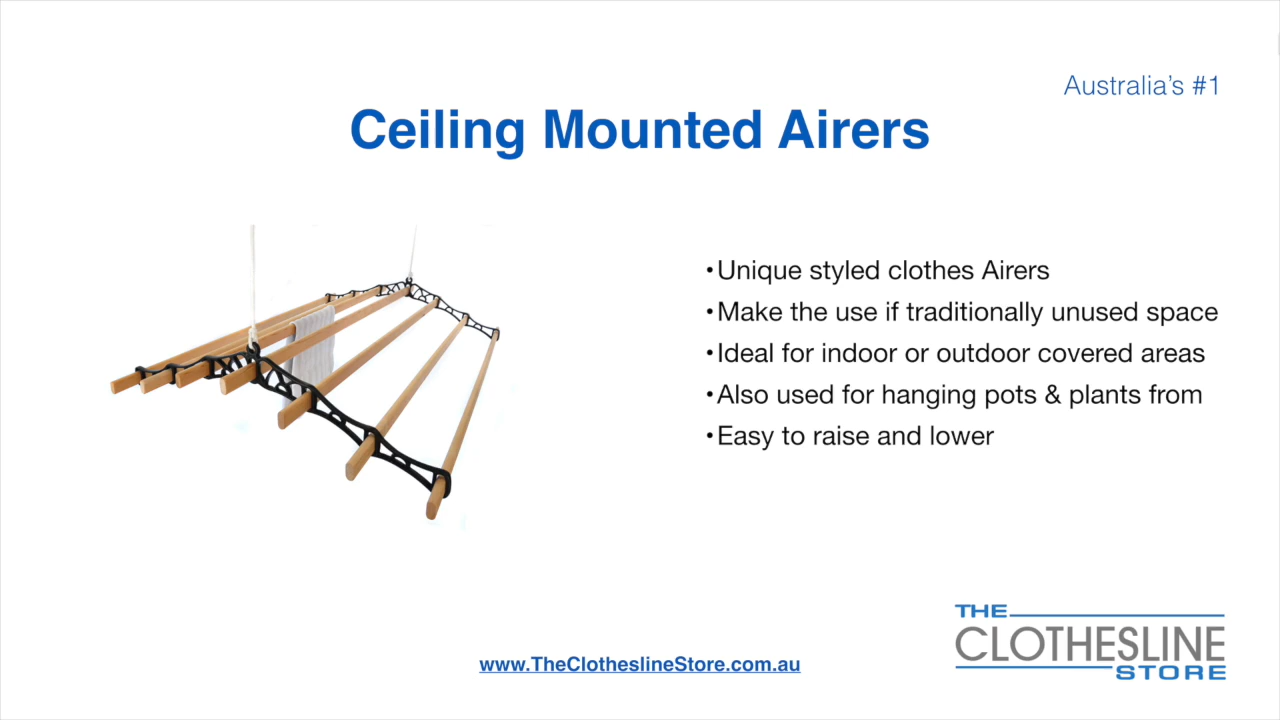 Australia's #1
Ceiling Mounted Airers
•Unique styled clothes Airers
•Make the use if traditionally unused space
•Ideal for indoor or outdoor covered areas
•Also used for hanging pots & plants from
•Easy to raise and lower
www.TheClotheslineStore.com.au
THE
CLOTHESLINE
STORE